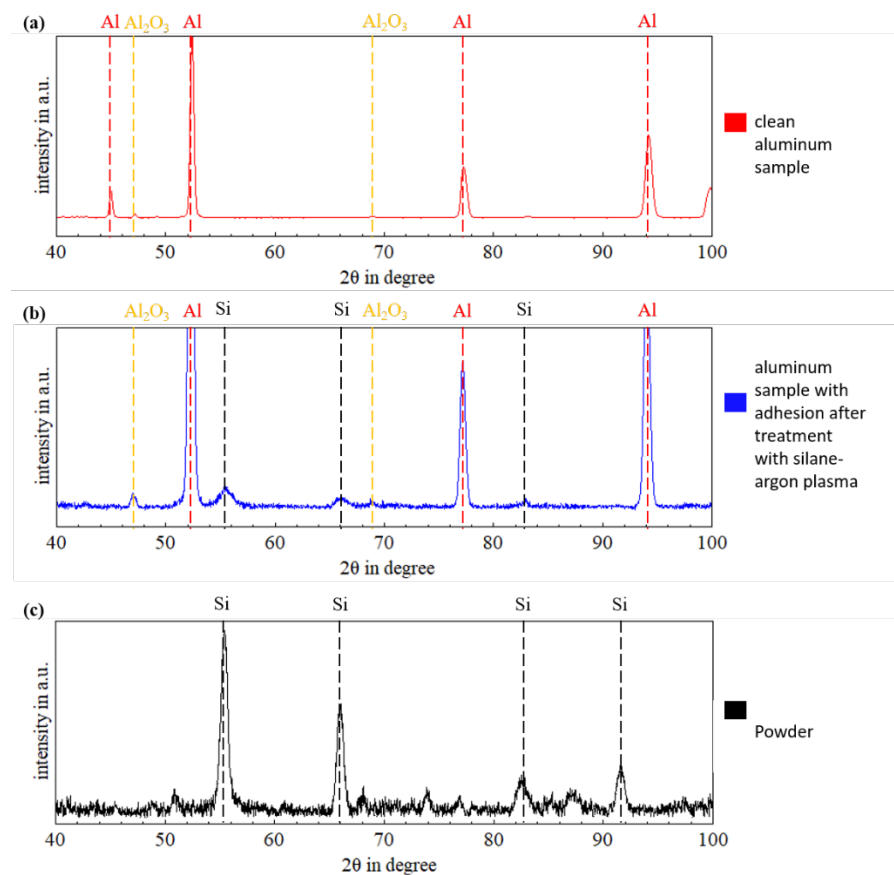 (a)
Al
Al₂O₃
Al
Al₂O₃
Al
Al
intensity in a.u.
40 50 60 70 80 90 100
2θ in degree
clean
aluminum
sample
(b)
Al₂O₃
Al
Si
Si
Al₂O₃
Al
Si
Al
intensity in a.u.
40 50 60 70 80 90 100
2θ in degree
aluminum
sample with
adhesion after
treatment
with silane-
argon plasma
(c)
Si
Si
Si
Si
intensity in a.u.
40 50 60 70 80 90 100
2θ in degree
Powder